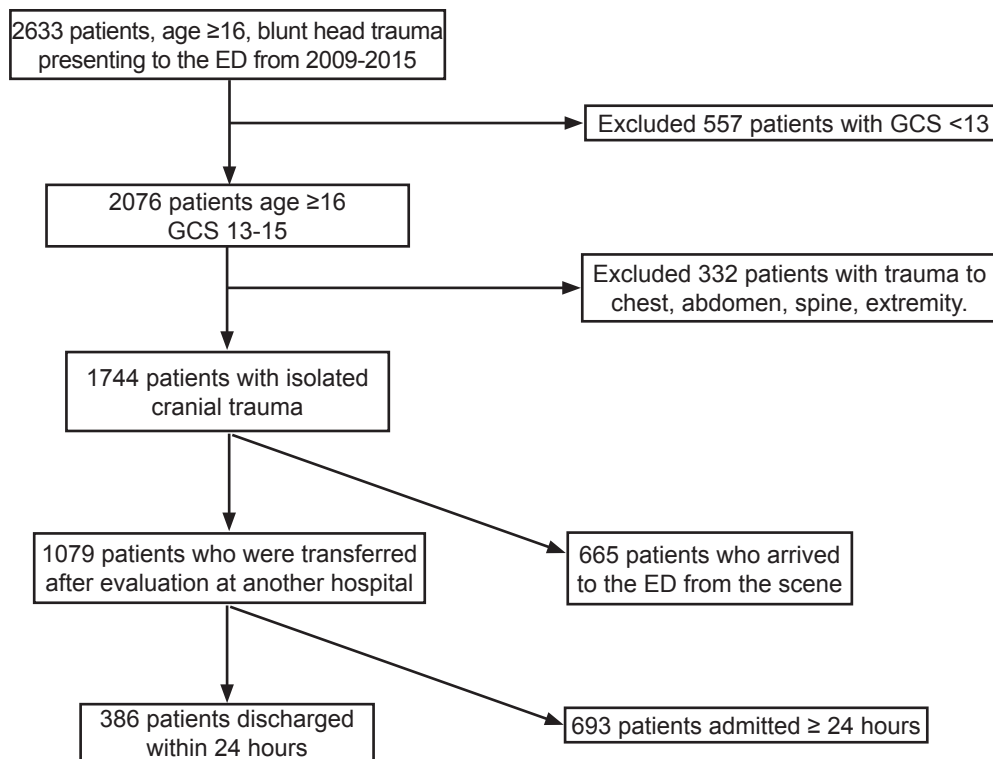 2633 patients, age ≥16, blunt head trauma
presenting to the ED from 2009-2015
Excluded 557 patients with GCS <13
2076 patients age ≥16
GCS 13-15
Excluded 332 patients with trauma to
chest, abdomen, spine, extremity.
1744 patients with isolated
cranial trauma
1079 patients who were transferred
after evaluation at another hospital
665 patients who arrived
to the ED from the scene
386 patients discharged
within 24 hours
693 patients admitted ≥ 24 hours